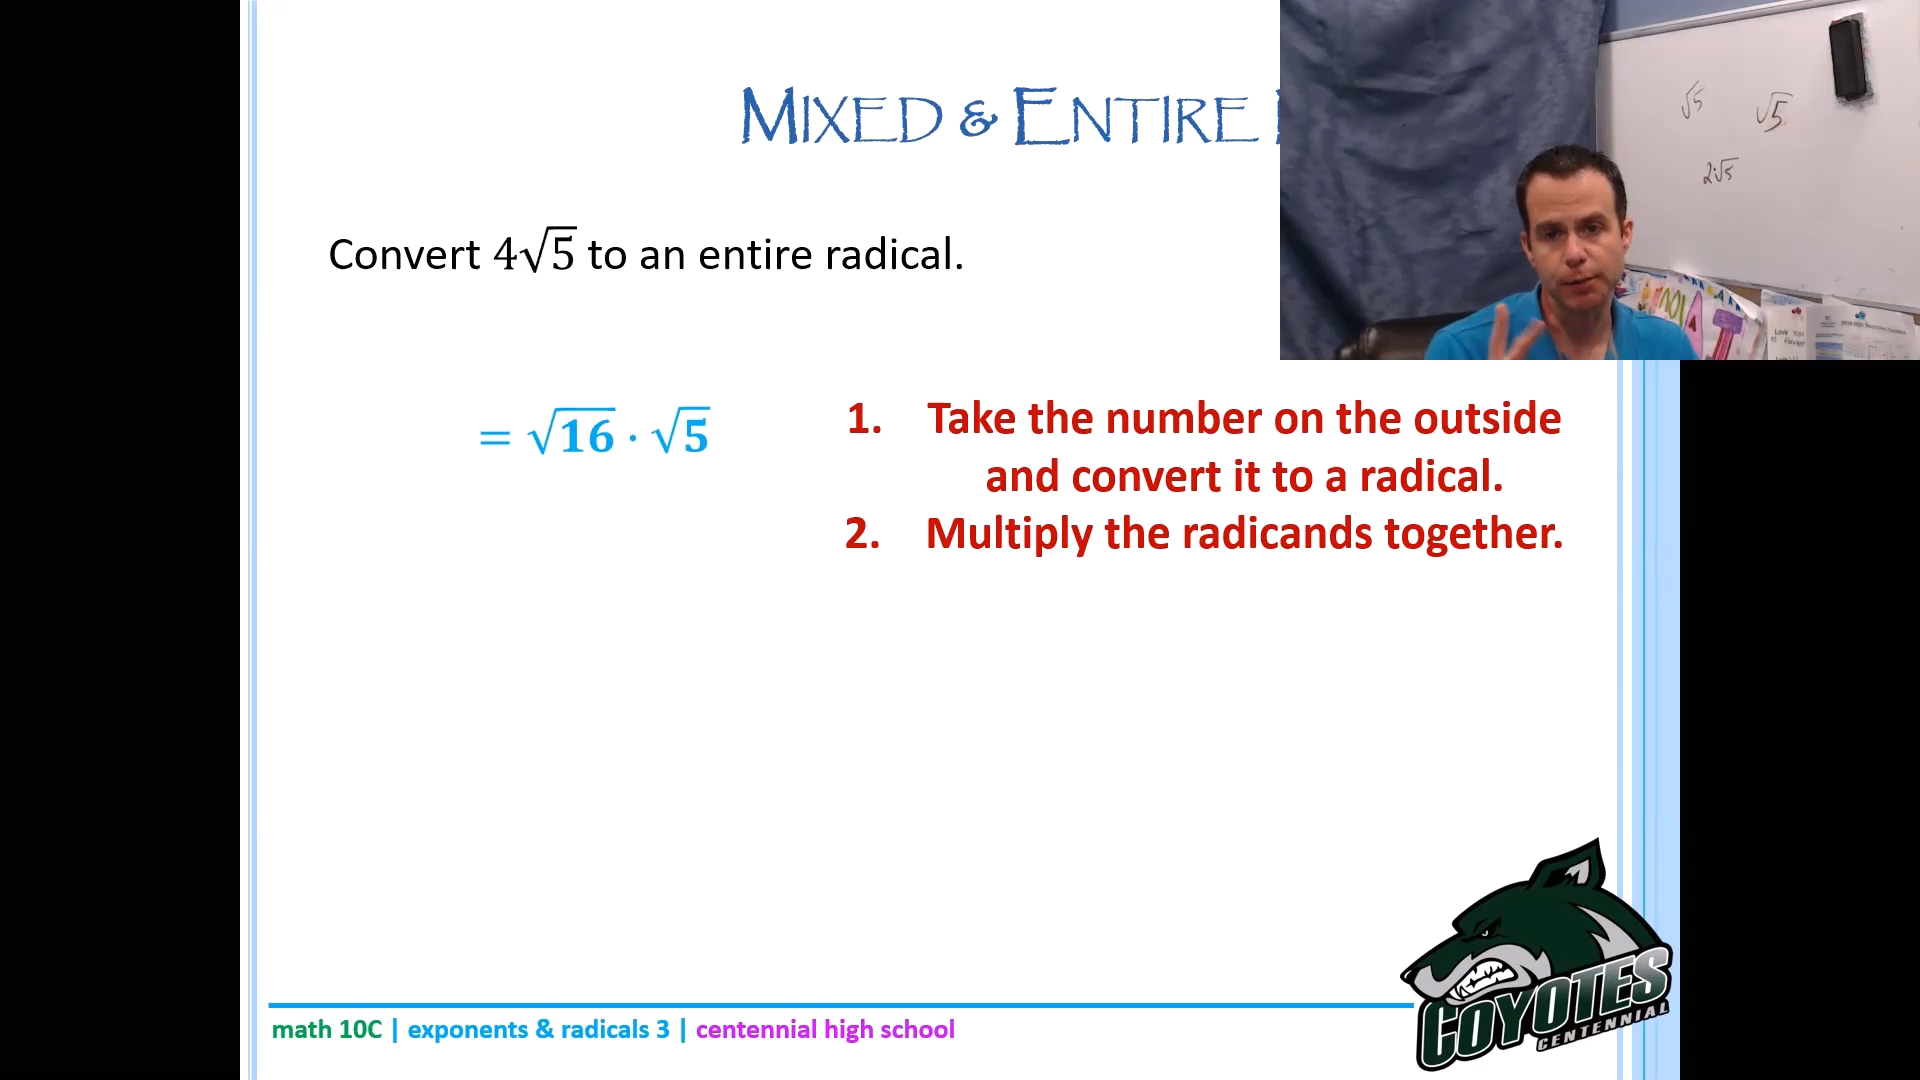 MIXED & ENTIRE
Convert 4√5 to an entire radical.
= √16 · √5
1. Take the number on the outside
and convert it to a radical.
2. Multiply the radicands together.
√5
√5
2·√5
COYOTES
CENTENNIAL
math 10C | exponents & radicals 3 | centennial high school